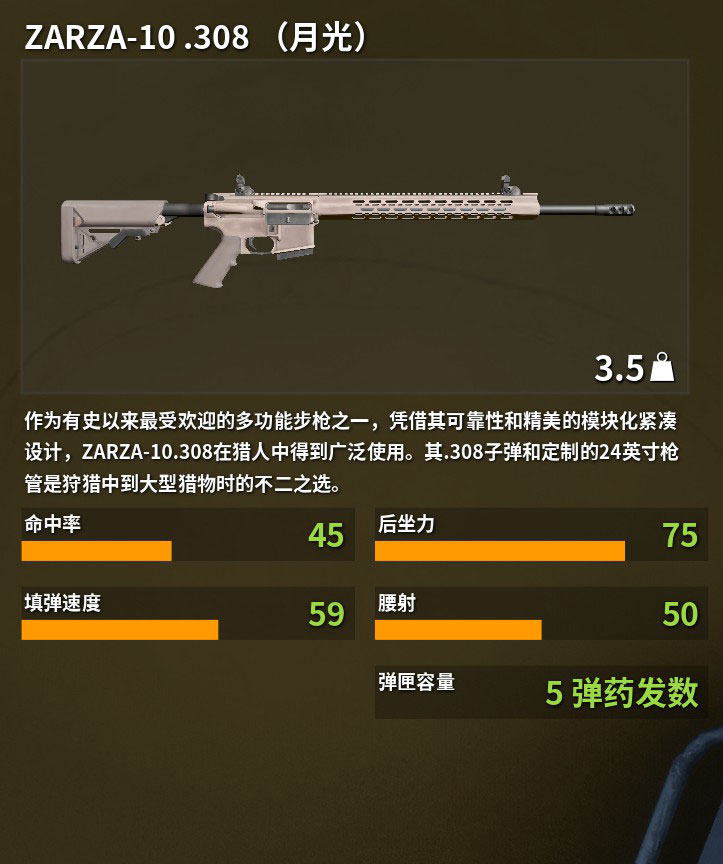 ZARZA-10 .308 （月光）
3.5
作为有史以来最受欢迎的多功能步枪之一，凭借其可靠性和精美的模块化紧凑
设计，ZARZA-10.308在猎人中得到广泛使用。其.308子弹和定制的24英寸枪
管是狩猎中到大型猎物时的不二之选。
命中率 45
后坐力 75
填弹速度 59
腰射 50
弹匣容量 5 弹药发数